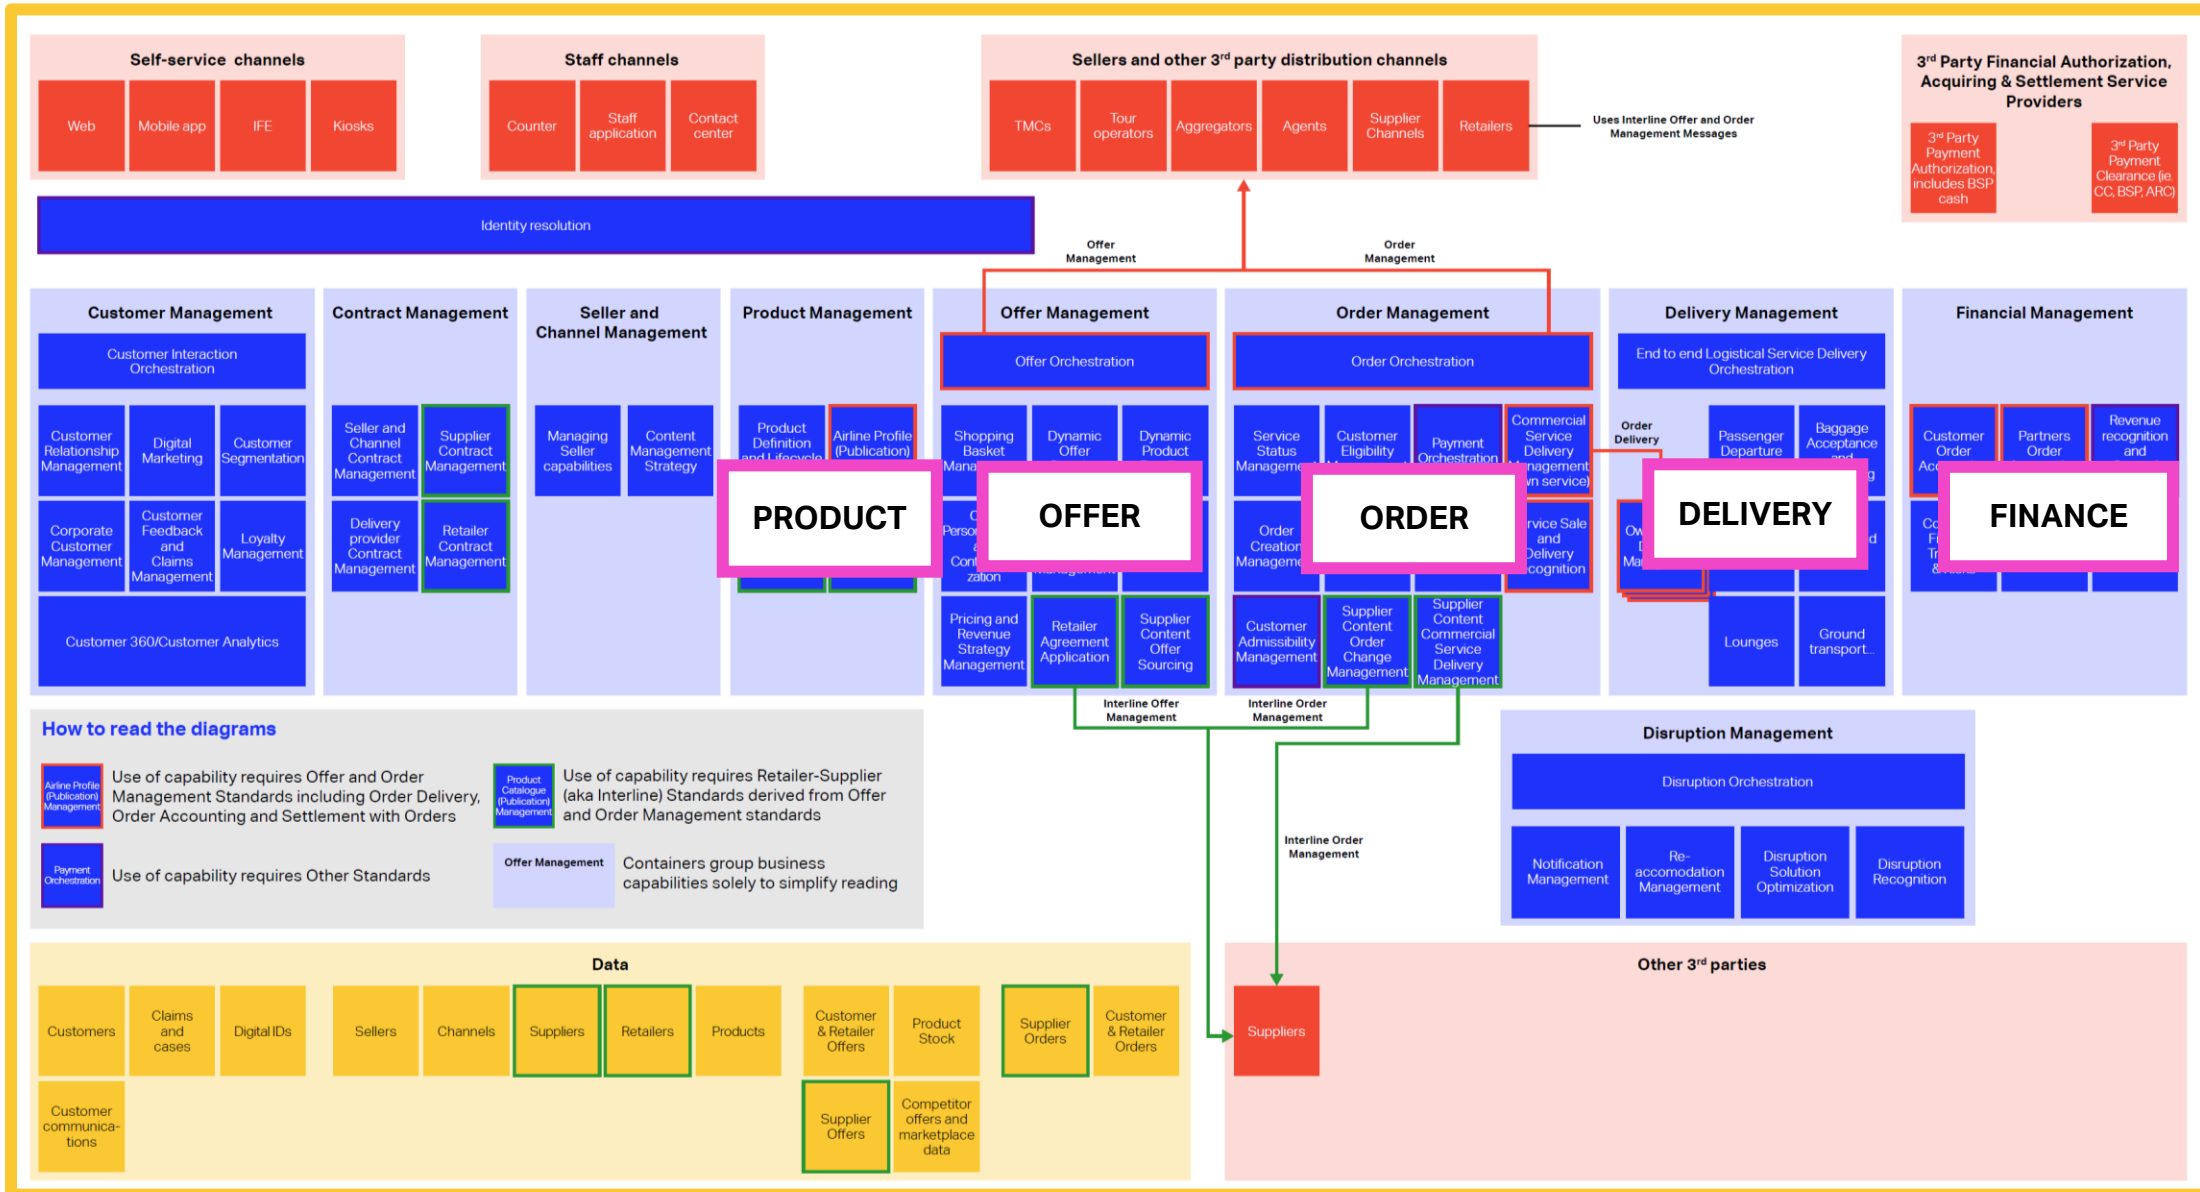 Self-service channels
Web
Mobile app
IFE
Kiosks
Staff channels
Counter
Staff
application
Contact
center
Sellers and other 3rd party distribution channels
TMCs
Tour
operators
Aggregators
Agents
Supplier
Channels
Retailers
Uses Interline Offer and Order
Management Messages
3rd Party Financial Authorization,
Acquiring & Settlement Service
Providers
3rd Party
Payment
Authorization,
includes BSP
cash
3rd Party
Payment
Clearance (ie.
CC, BSP, ARC)
Identity resolution
Offer
Management
Order
Management
Customer Management
Customer Interaction
Orchestration
Customer
Relationship
Management
Digital
Marketing
Customer
Segmentation
Corporate
Customer
Management
Customer
Feedback
and
Claims
Management
Loyalty
Management
Customer 360/Customer Analytics
Contract Management
Seller and
Channel
Contract
Management
Supplier
Contract
Management
Delivery
provider
Contract
Management
Retailer
Contract
Management
Seller and
Channel Management
Managing
Seller
capabilities
Content
Management
Strategy
Product Management
Product
Definition
and Lifecycle
Airline Profile
(Publication)
PRODUCT
Offer Management
Offer Orchestration
Shopping
Basket
Dynamic
Offer
Dynamic
Product
OFFER
Pricing and
Revenue
Strategy
Management
Retailer
Agreement
Application
Supplier
Content
Offer
Sourcing
Order Management
Order Orchestration
Service
Status
Customer
Eligibility
Payment
Orchestration
Commercial
Service
Delivery
service)
Order
Creation
ORDER
Sale
and
Delivery
Customer
Admissibility
Management
Supplier
Content
Order
Change
Management
Supplier
Content
Commercial
Service
Delivery
Management
Order
Delivery
Delivery Management
End to end Logistical Service Delivery
Orchestration
Passenger
Departure
Baggage
Acceptance
and
DELIVERY
Lounges
Ground
transport...
Financial Management
Customer
Order
Partners
Order
Revenue
recognition
and
FINANCE
Interline Offer
Management
Interline Order
Management
How to read the diagrams
Airline Profile
(Publication)
Management
Use of capability requires Offer and Order
Management Standards including Order Delivery,
Order Accounting and Settlement with Orders
Product
Catalogue
(Publication)
Management
Use of capability requires Retailer-Supplier
(aka Interline) Standards derived from Offer
and Order Management standards
Payment
Orchestration
Use of capability requires Other Standards
Offer Management
Containers group business
capabilities solely to simplify reading
Interline Order
Management
Disruption Management
Disruption Orchestration
Notification
Management
Re-
accomodation
Management
Disruption
Solution
Optimization
Disruption
Recognition
Data
Customers
Claims
and
cases
Digital IDs
Sellers
Channels
Suppliers
Retailers
Products
Customer
& Retailer
Offers
Product
Stock
Supplier
Orders
Customer
& Retailer
Orders
Customer
communica-
tions
Supplier
Offers
Competitor
offers and
marketplace
data
Other 3rd parties
Suppliers